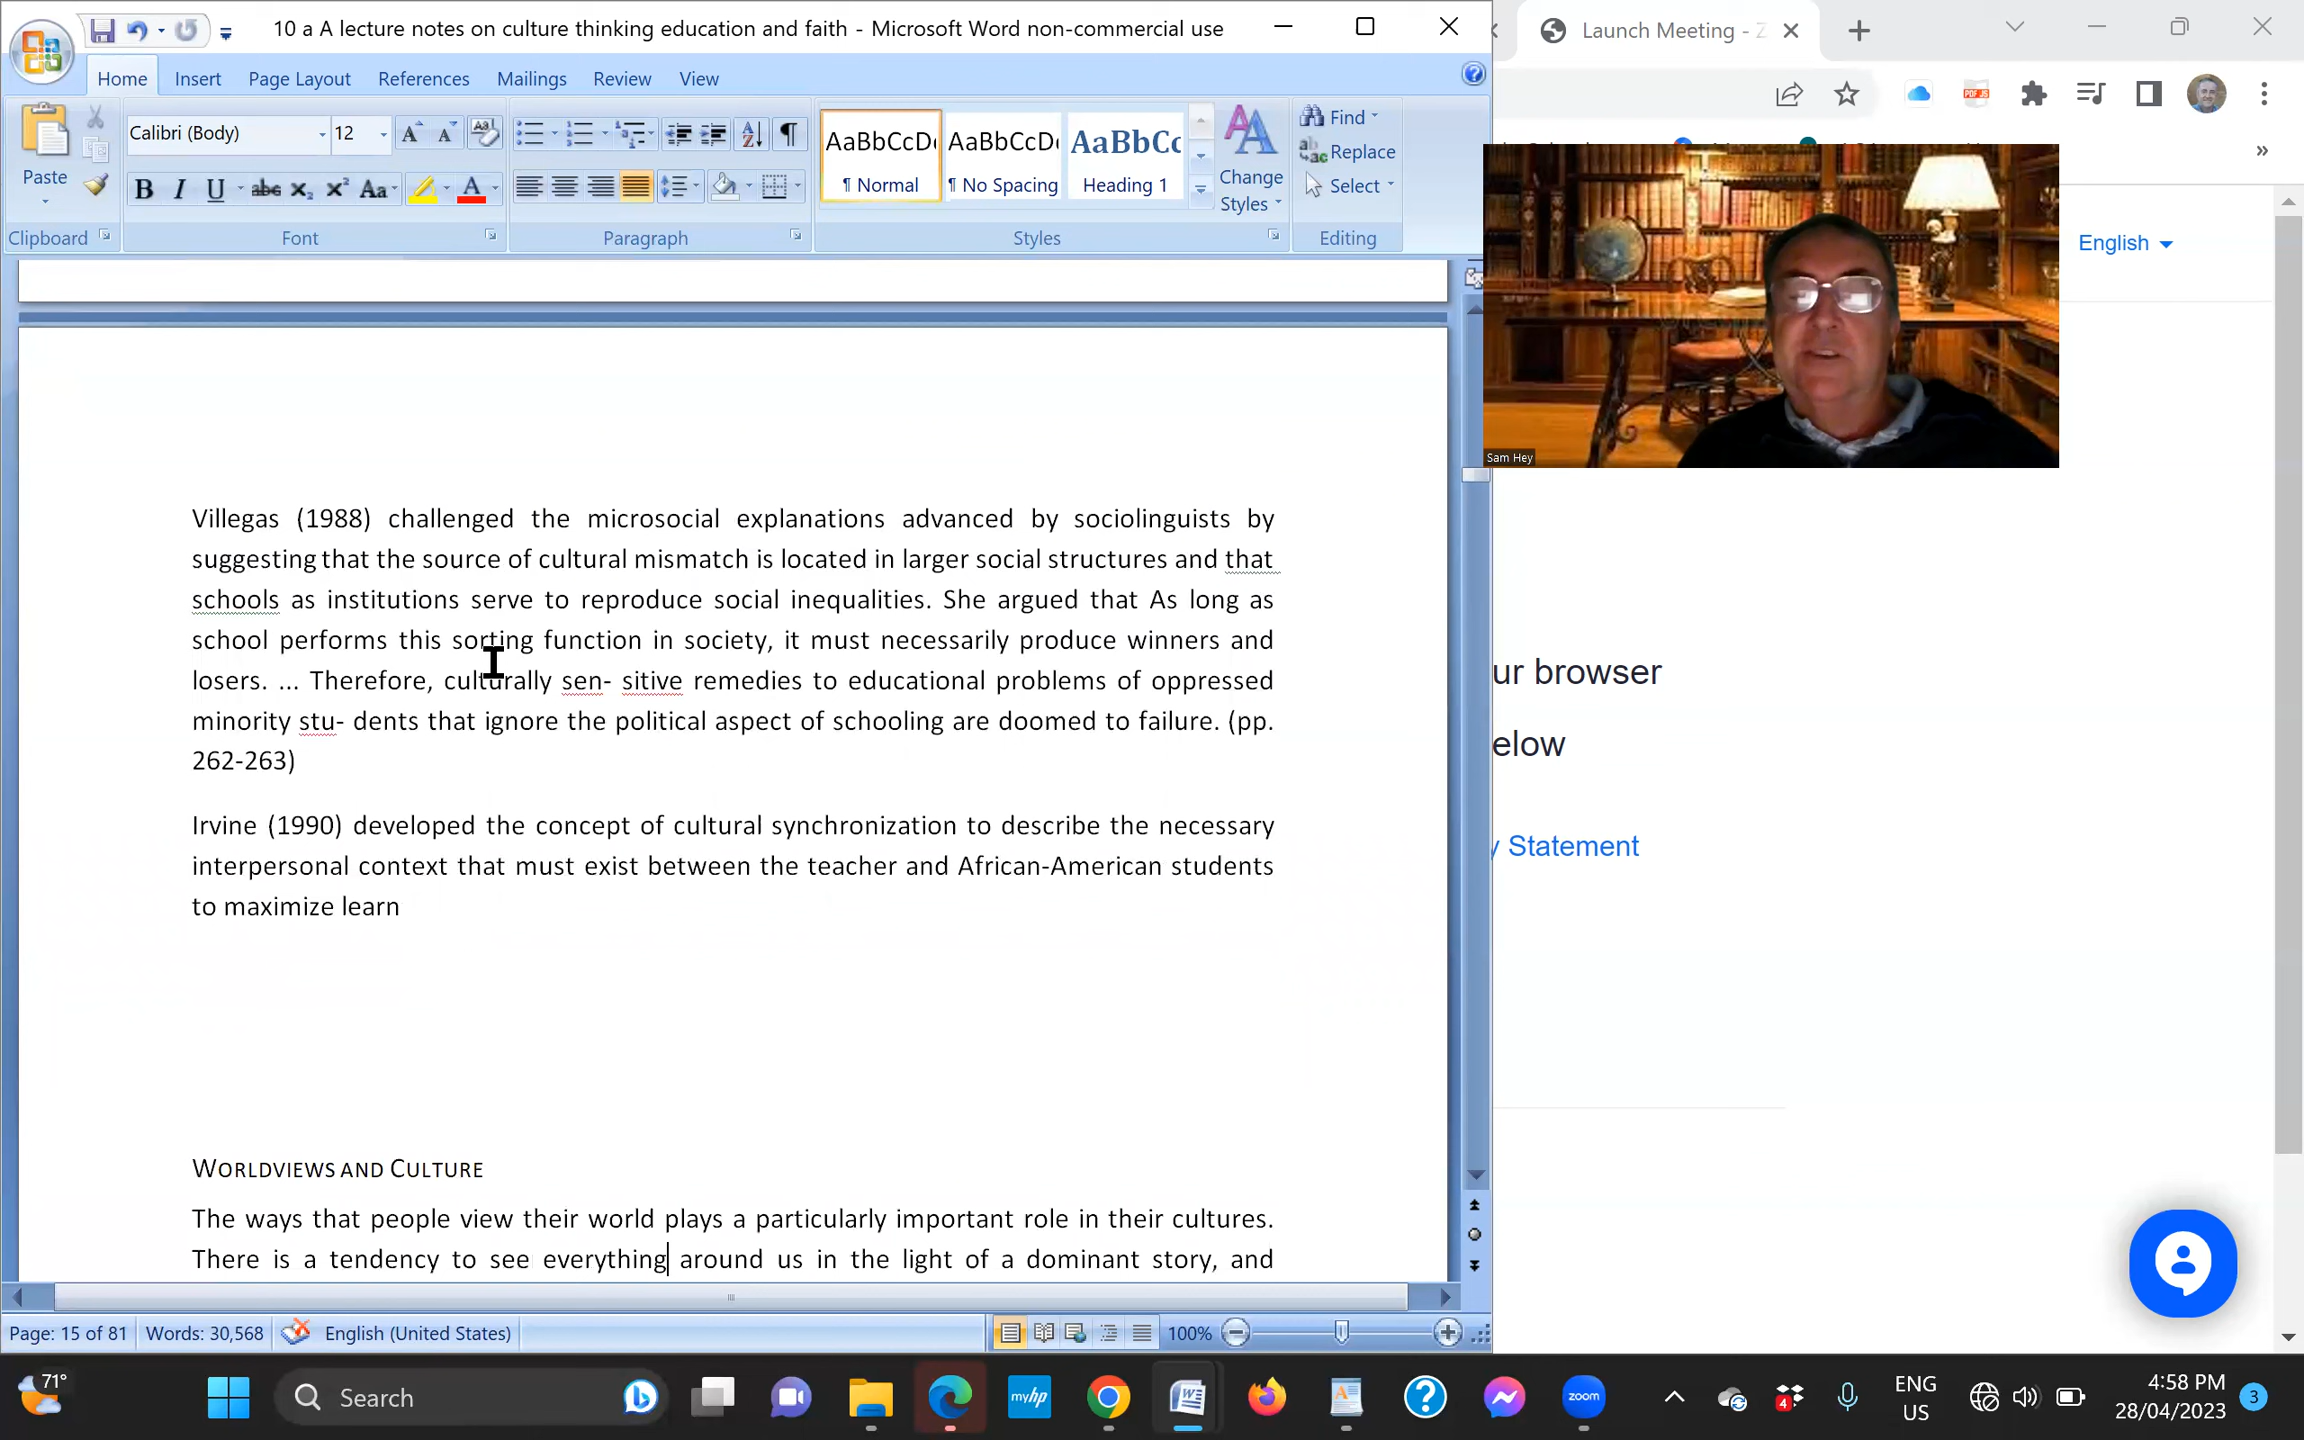 10 a A lecture notes on culture thinking education and faith - Microsoft Word non-commercial use
Launch Meeting - Z
Home Insert Page Layout References Mailings Review View
Calibri (Body) 12
Paste
AaBbCcDc AaBbCcDc AaBbCc
¶ Normal ¶ No Spacing Heading 1
Change Styles
Find
Replace
Select
Clipboard Font Paragraph Styles Editing
PDF JS
English
Sam Hey
Villegas (1988) challenged the microsocial explanations advanced by sociolinguists by
suggesting that the source of cultural mismatch is located in larger social structures and that
schools as institutions serve to reproduce social inequalities. She argued that As long as
school performs this sorting function in society, it must necessarily produce winners and
losers. ... Therefore, culturally sen- sitive remedies to educational problems of oppressed
minority stu- dents that ignore the political aspect of schooling are doomed to failure. (pp.
262-263)
Irvine (1990) developed the concept of cultural synchronization to describe the necessary
interpersonal context that must exist between the teacher and African-American students
to maximize learn
WORLDVIEWS AND CULTURE
The ways that people view their world plays a particularly important role in their cultures.
There is a tendency to see everything around us in the light of a dominant story, and
ur browser
elow
y Statement
Page: 15 of 81 Words: 30,568 English (United States) 100%
71°
Search
myhp
zoom
4
ENG
US
4:58 PM
28/04/2023
3